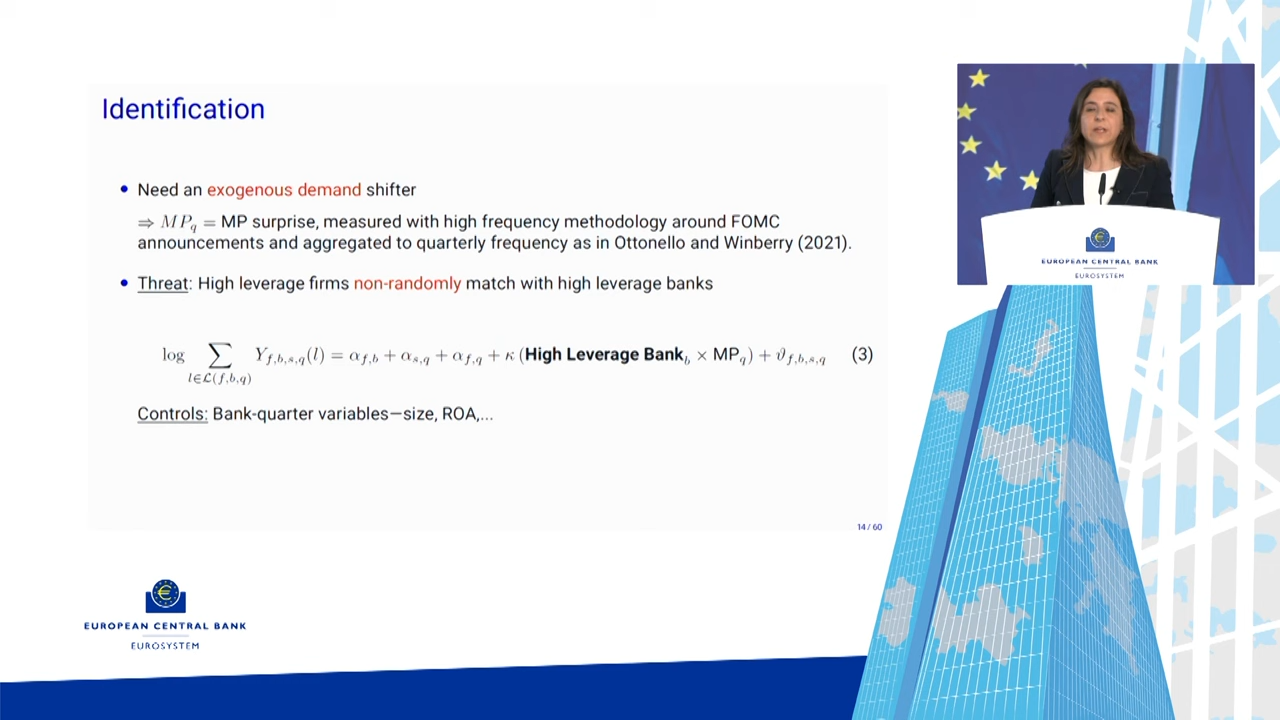 Identification
• Need an exogenous demand shifter
⇒ MP_q = MP surprise, measured with high frequency methodology around FOMC
announcements and aggregated to quarterly frequency as in Ottonello and Winberry (2021).
• Threat: High leverage firms non-randomly match with high leverage banks
log ∑_{l∈ℒ(f,b,q)} Y_{f,b,s,q}(l) = α_{f,b} + α_{s,q} + α_{f,q} + κ (High Leverage Bank_b × MP_q) + ϑ_{f,b,s,q} (3)
Controls: Bank-quarter variables—size, ROA,...
14 / 60
EUROPEAN CENTRAL BANK
EUROSYSTEM
EUROPEAN CENTRAL BANK
EUROSYSTEM